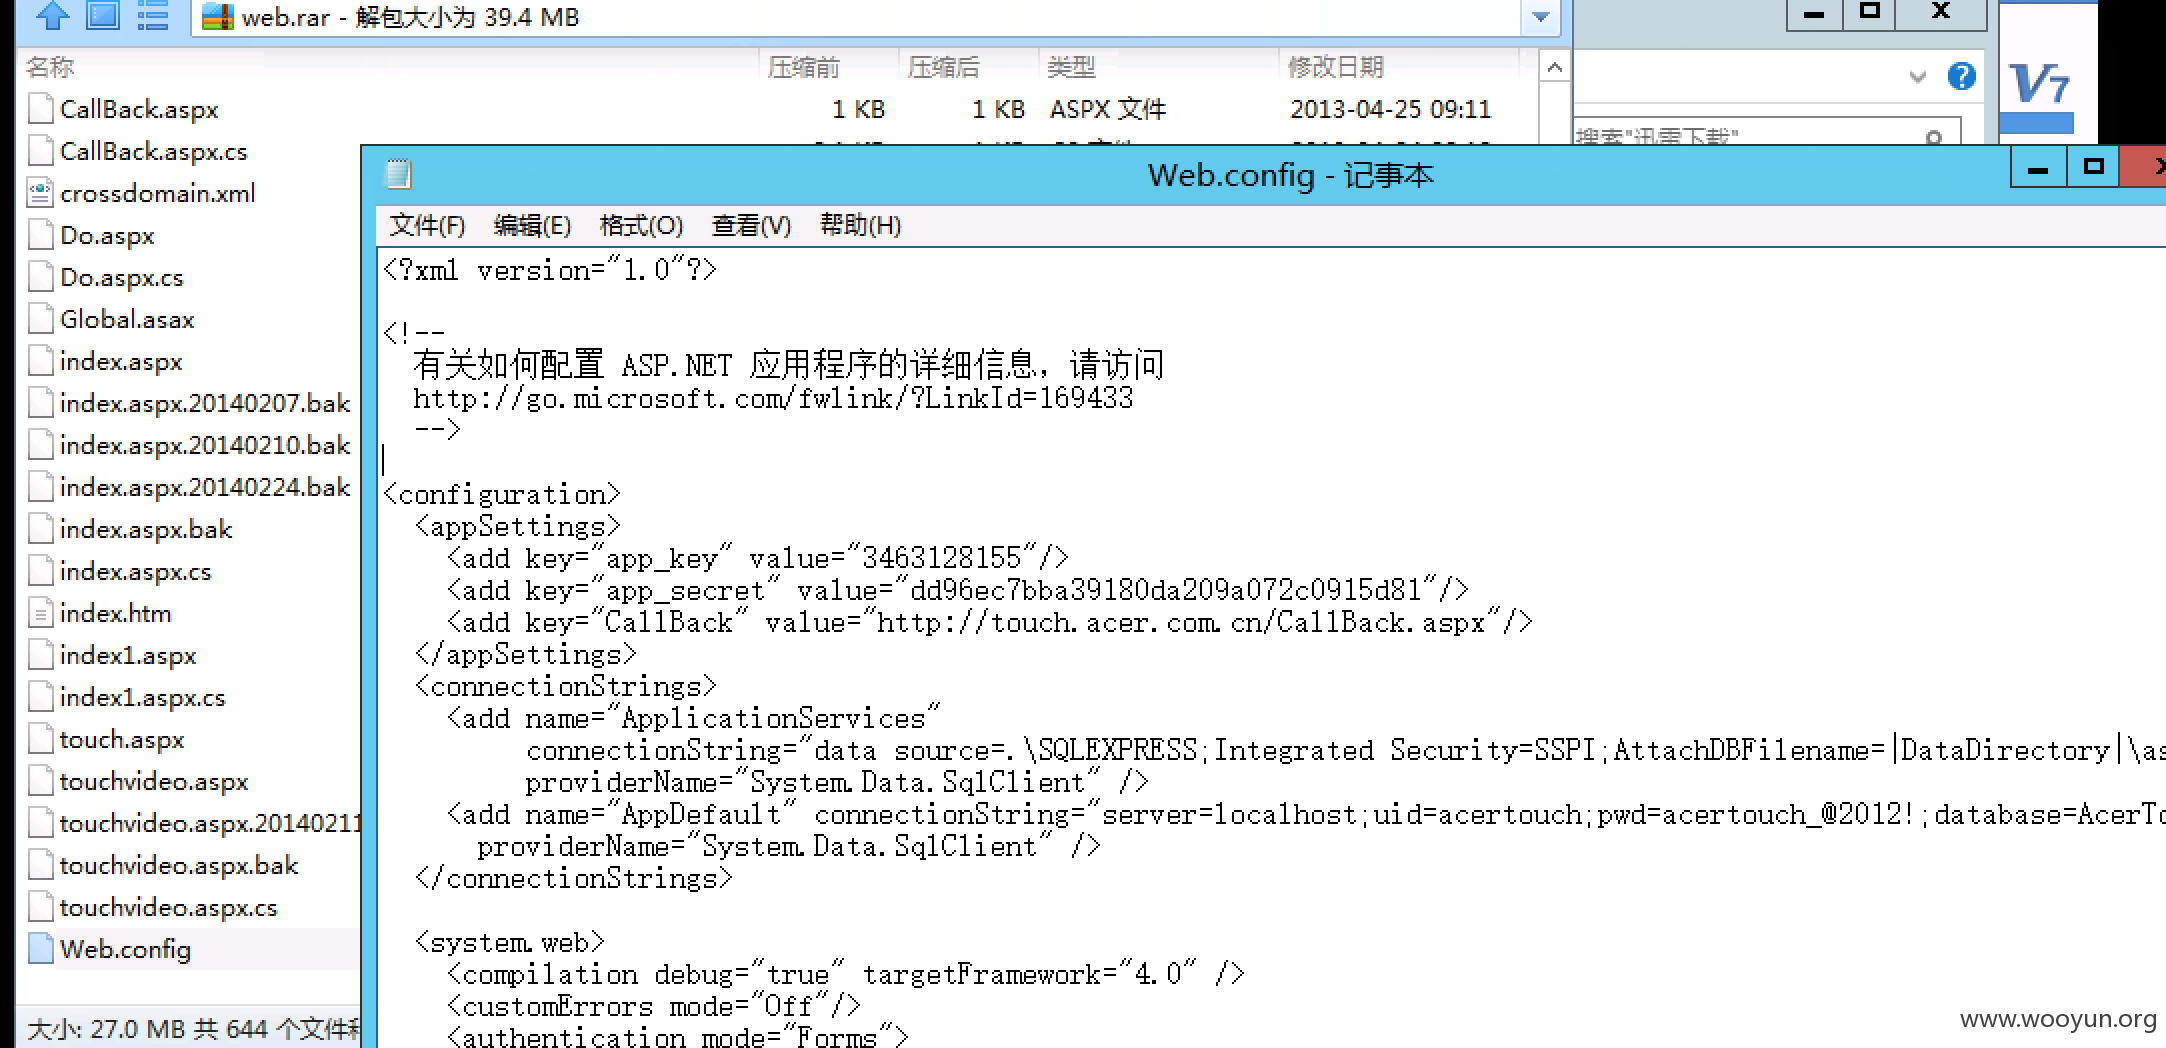 web.rar - 解包大小为 39.4 MB
名称 压缩前 压缩后 类型 修改日期
CallBack.aspx 1 KB 1 KB ASPX 文件 2013-04-25 09:11
CallBack.aspx.cs
crossdomain.xml
Do.aspx
Do.aspx.cs
Global.asax
index.aspx
index.aspx.20140207.bak
index.aspx.20140210.bak
index.aspx.20140224.bak
index.aspx.bak
index.aspx.cs
index.htm
index1.aspx
index1.aspx.cs
touch.aspx
touchvideo.aspx
touchvideo.aspx.20140211
touchvideo.aspx.bak
touchvideo.aspx.cs
Web.config
大小: 27.0 MB 共 644 个文件
搜索"迅雷下载"
V7
Web.config - 记事本
文件(F) 编辑(E) 格式(O) 查看(V) 帮助(H)
<?xml version="1.0"?>
<!--
有关如何配置 ASP.NET 应用程序的详细信息，请访问
http://go.microsoft.com/fwlink/?LinkId=169433
-->
<configuration>
<appSettings>
<add key="app_key" value="3463128155"/>
<add key="app_secret" value="dd96ec7bba39180da209a072c0915d81"/>
<add key="CallBack" value="http://touch.acer.com.cn/CallBack.aspx"/>
</appSettings>
<connectionStrings>
<add name="ApplicationServices"
connectionString="data source=.\SQLEXPRESS;Integrated Security=SSPI;AttachDBFilename=|DataDirectory|\as
providerName="System.Data.SqlClient" />
<add name="AppDefault" connectionString="server=localhost;uid=acertouch;pwd=acertouch_@2012!;database=AcerTo
providerName="System.Data.SqlClient" />
</connectionStrings>
<system.web>
<compilation debug="true" targetFramework="4.0" />
<customErrors mode="Off"/>
<authentication mode="Forms">
www.wooyun.org